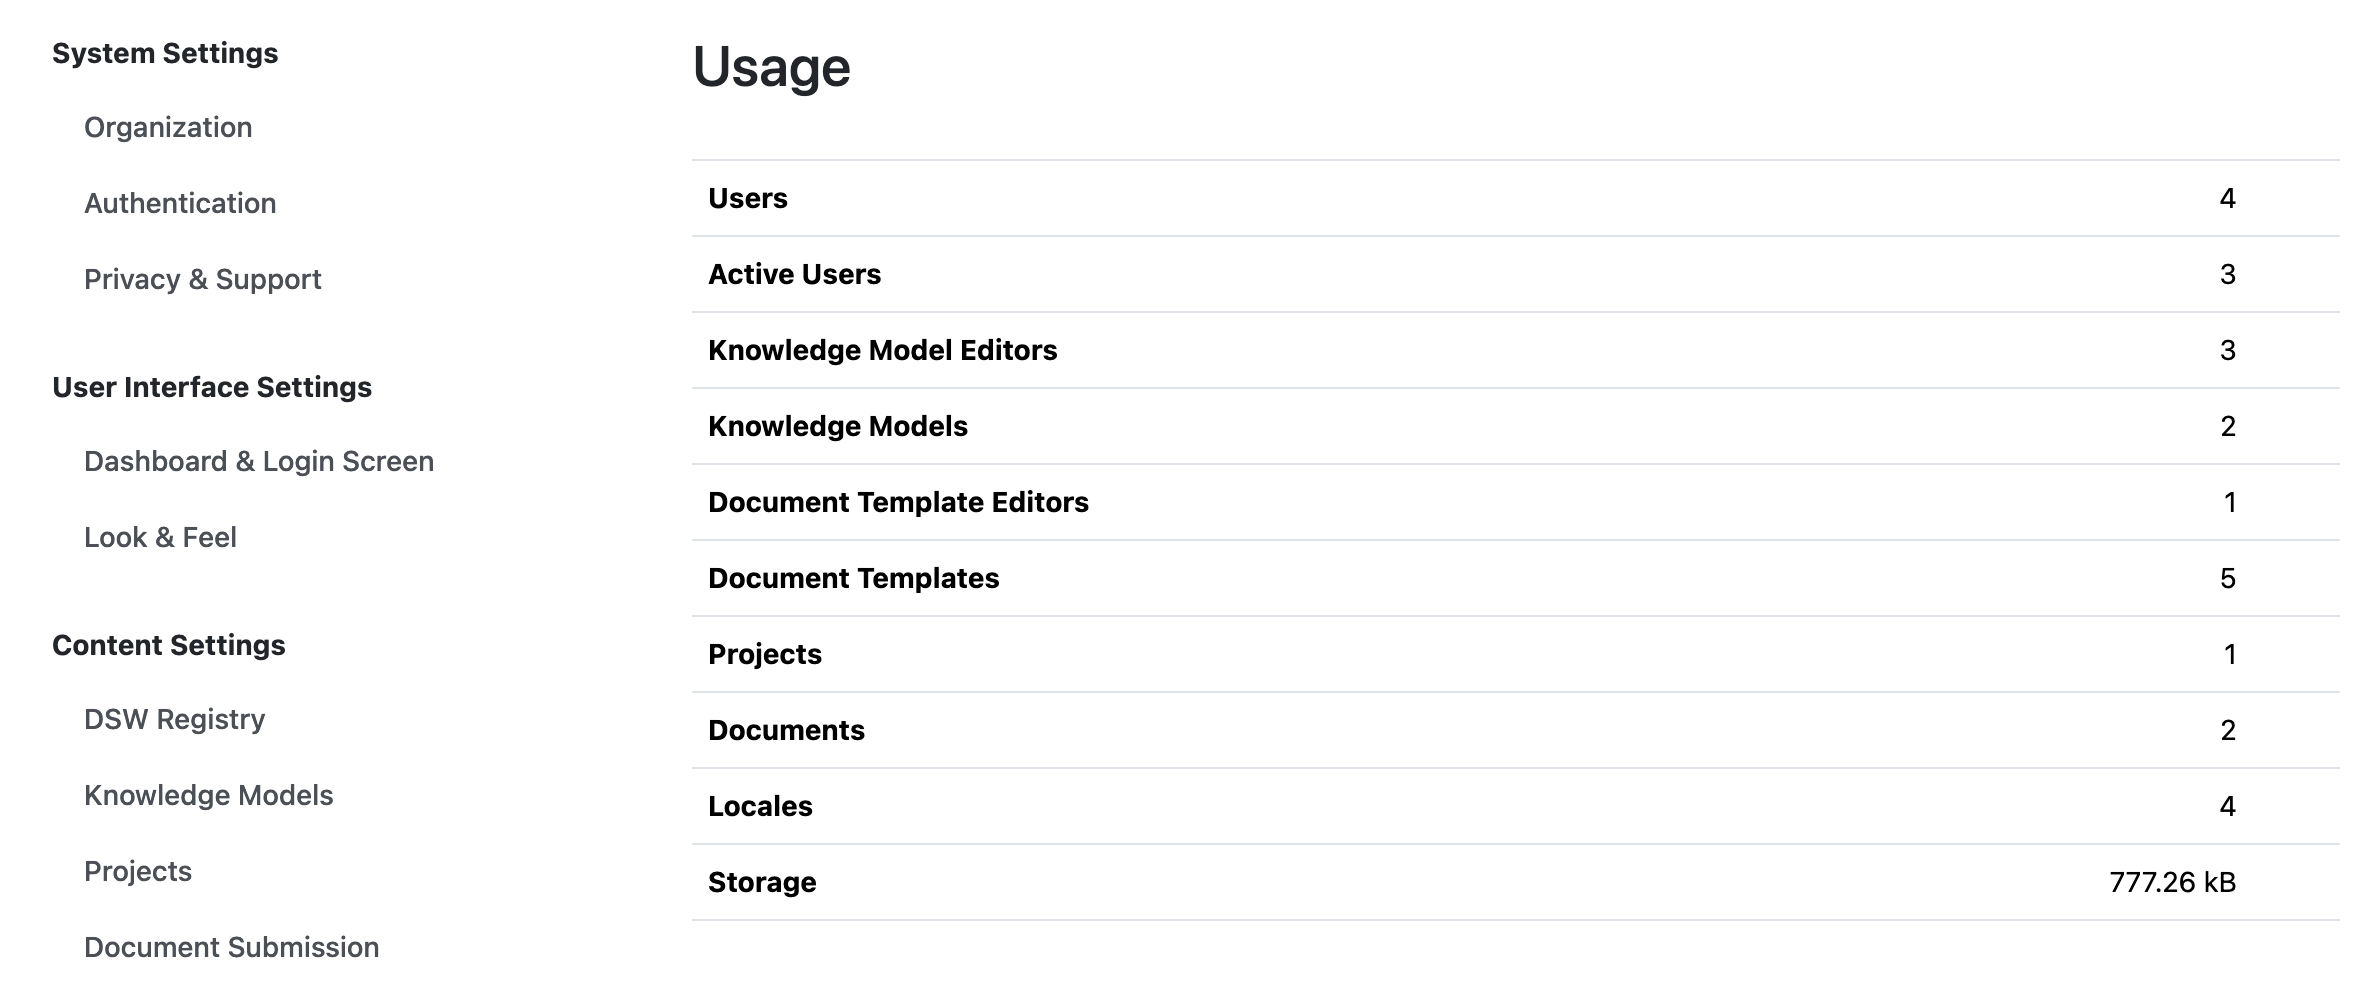 System Settings
Organization
Authentication
Privacy & Support
User Interface Settings
Dashboard & Login Screen
Look & Feel
Content Settings
DSW Registry
Knowledge Models
Projects
Document Submission
Usage
Users 4
Active Users 3
Knowledge Model Editors 3
Knowledge Models 2
Document Template Editors 1
Document Templates 5
Projects 1
Documents 2
Locales 4
Storage 777.26 kB